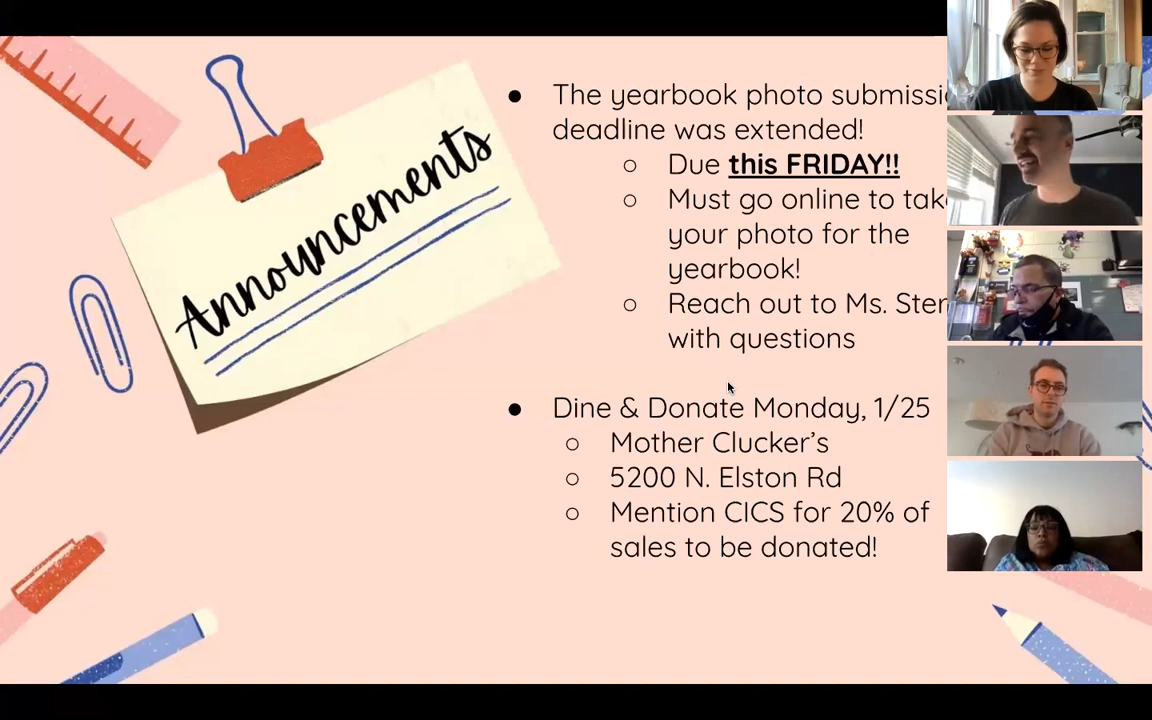 Announcements
The yearbook photo submissi
deadline was extended!
Due this FRIDAY!!
Must go online to tak
your photo for the
yearbook!
Reach out to Ms. Ster
with questions
Dine & Donate Monday, 1/25
Mother Clucker's
5200 N. Elston Rd
Mention CICS for 20% of
sales to be donated!